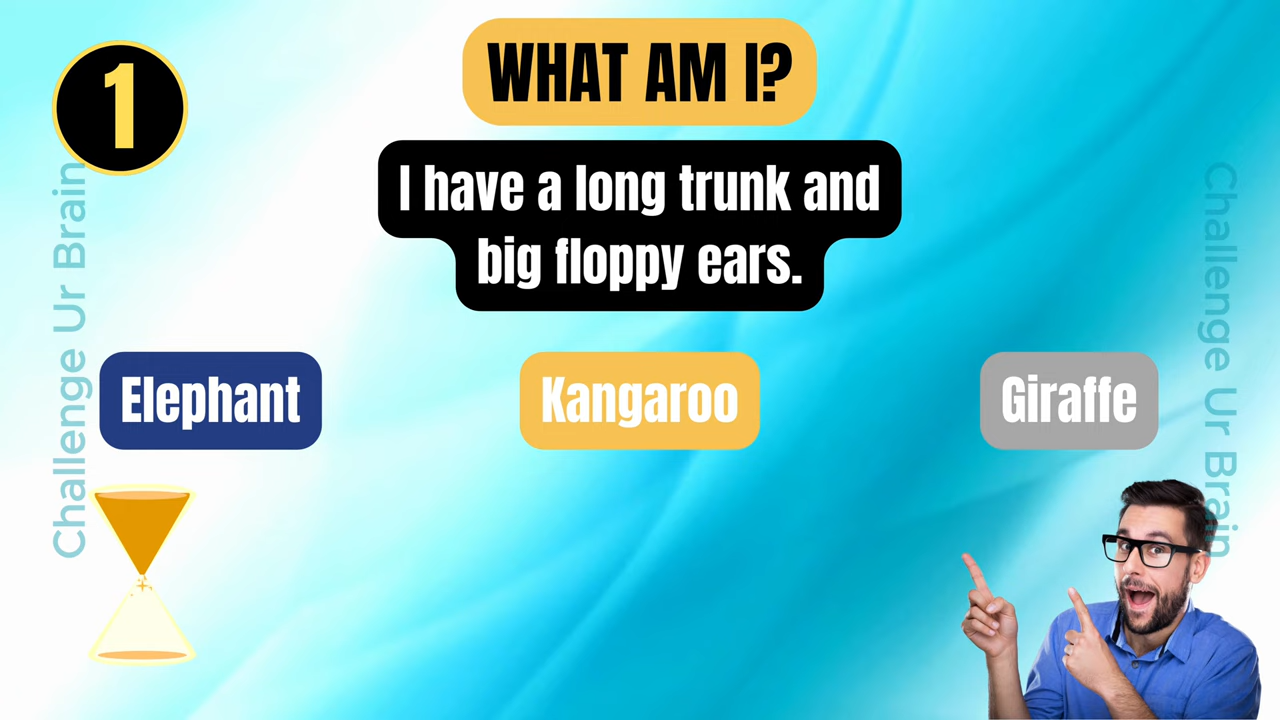 1
WHAT AM I?
I have a long trunk and
big floppy ears.
Elephant
Kangaroo
Giraffe
Challenge Ur Brain
Challenge Ur Brain